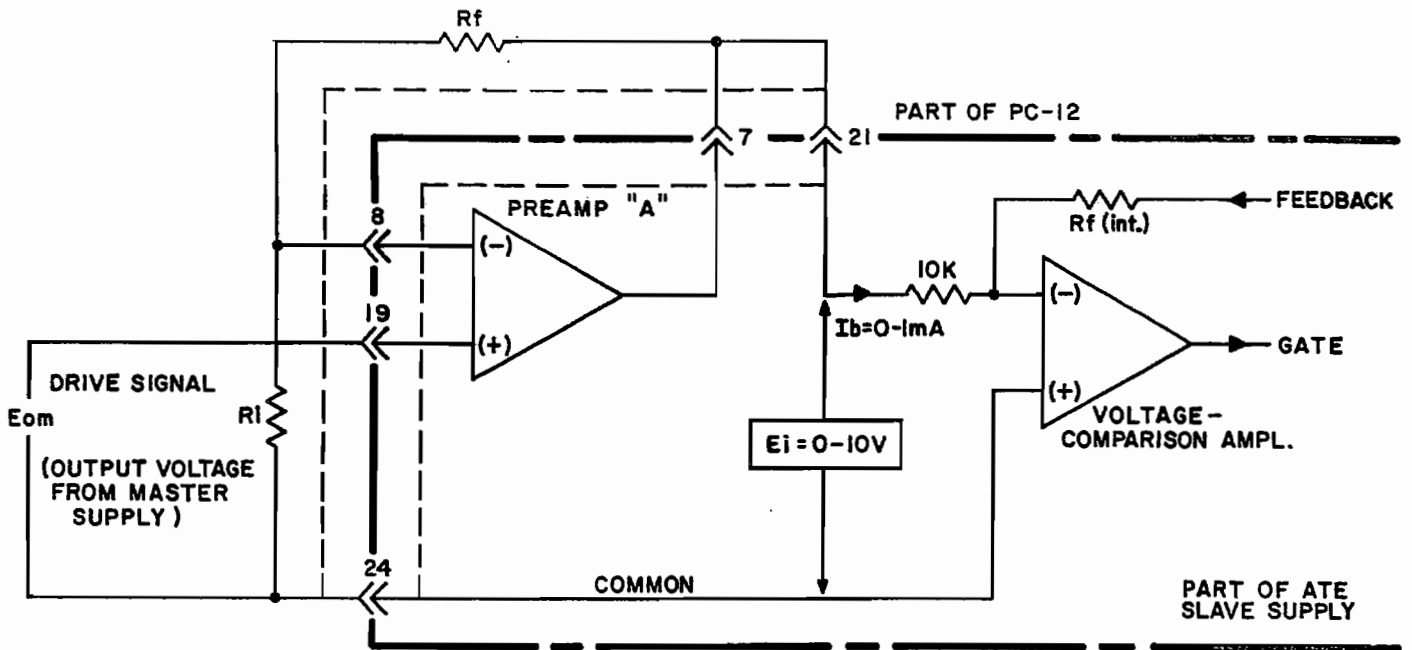 Rf
PART OF PC-12
7
21
PREAMP "A"
8
(-)
19
(+)
Rf (int.)
FEEDBACK
10K
Ib=0-1mA
(-)
(+)
GATE
VOLTAGE-
COMPARISON AMPL.
DRIVE SIGNAL
Eom
Ri
(OUTPUT VOLTAGE
FROM MASTER
SUPPLY)
Ei = 0-10V
24
COMMON
PART OF ATE
SLAVE SUPPLY